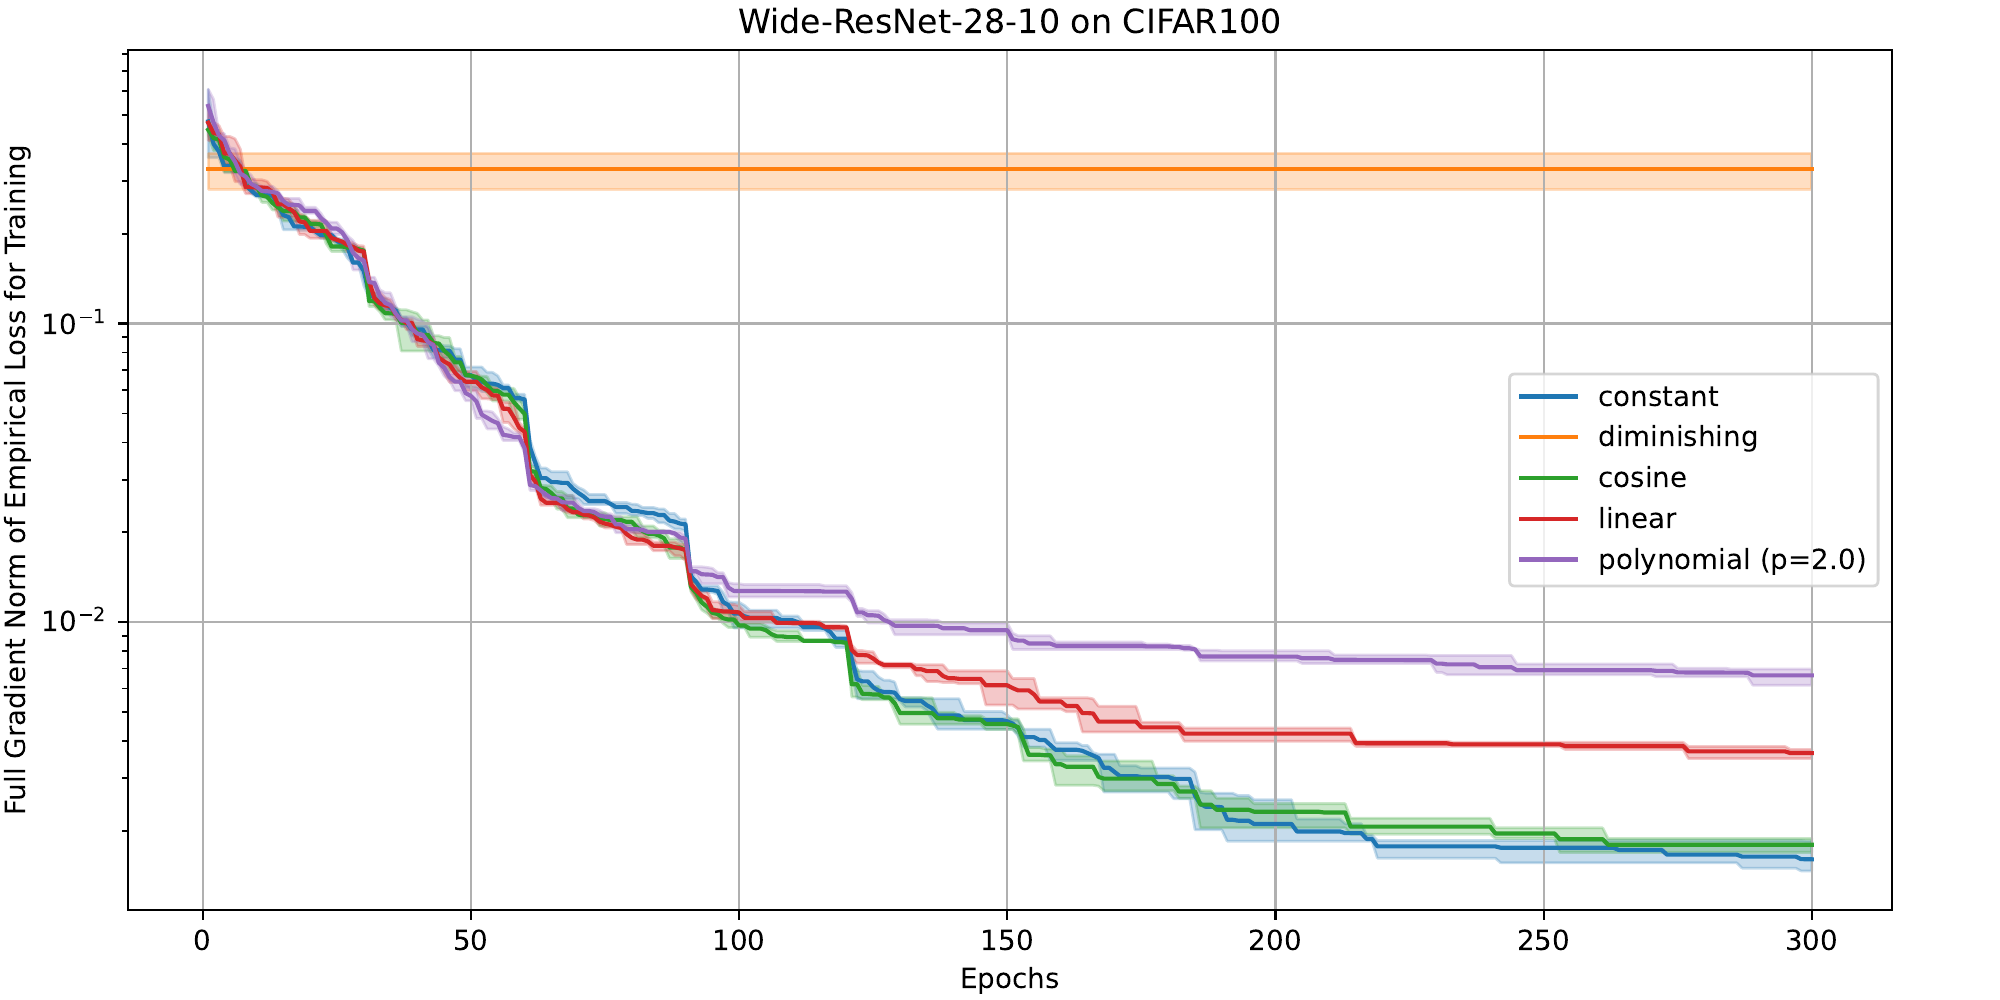 Wide-ResNet-28-10 on CIFAR100
Full Gradient Norm of Empirical Loss for Training
10⁻¹
10⁻²
constant
diminishing
cosine
linear
polynomial (p=2.0)
0 50 100 150 200 250 300
Epochs